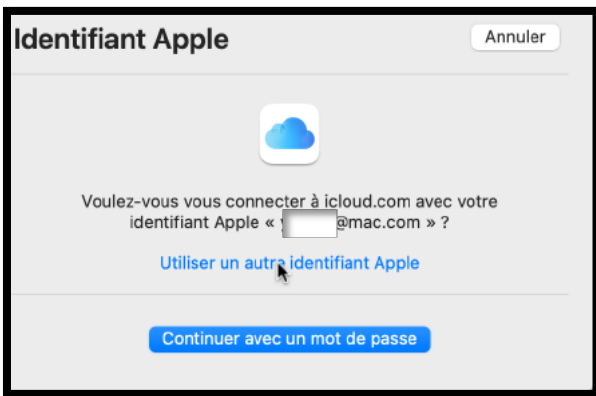 Identifiant Apple
Annuler
Voulez-vous vous connecter à icloud.com avec votre
identifiant Apple « @mac.com » ?
Utiliser un autre identifiant Apple
Continuer avec un mot de passe